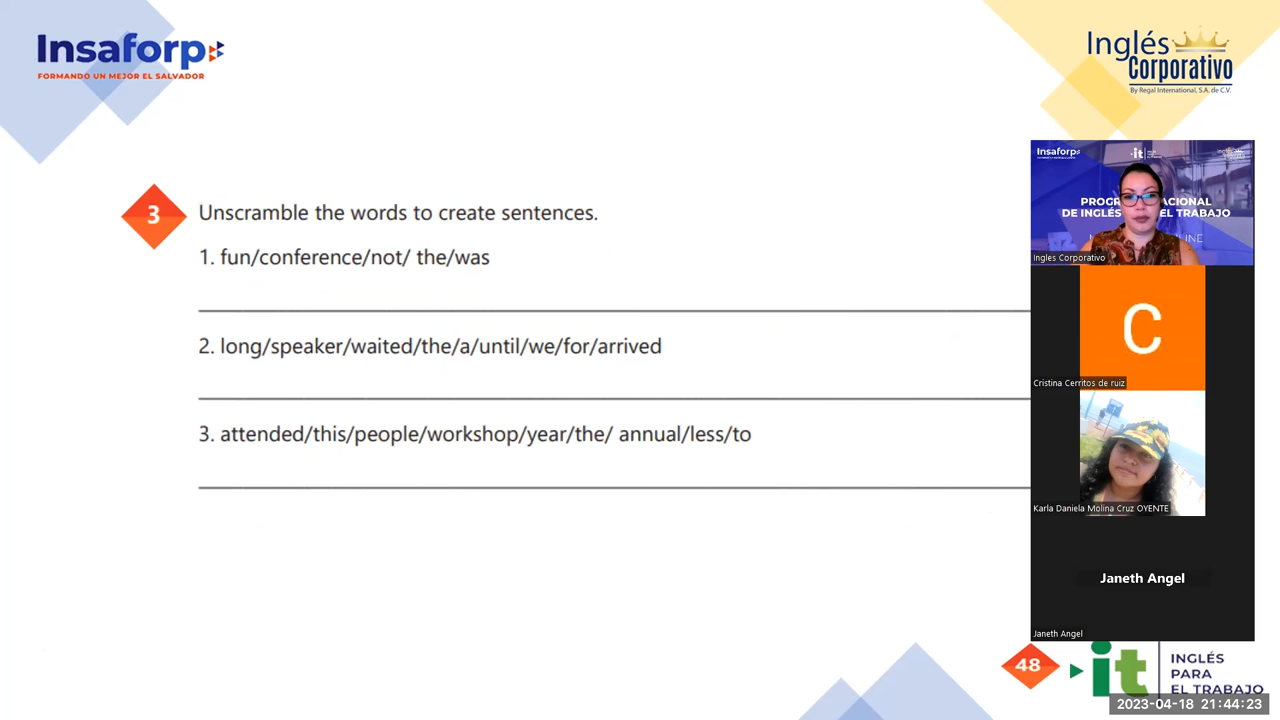 Insaforp
FORMANDO UN MEJOR EL SALVADOR
Inglés
Corporativo
By Regal International, S.A. de C.V.
3 Unscramble the words to create sentences.
1. fun/conference/not/ the/was
2. long/speaker/waited/the/a/until/we/for/arrived
3. attended/this/people/workshop/year/the/ annual/less/to
Insaforp
it
Ingles Corporativo
C
Cristina Cerritos de ruiz
Karla Daniela Molina Cruz OYENTE
Janeth Angel
Janeth Angel
48
it
INGLÉS
PARA
EL TRABAJO
2023-04-18 21:44:23